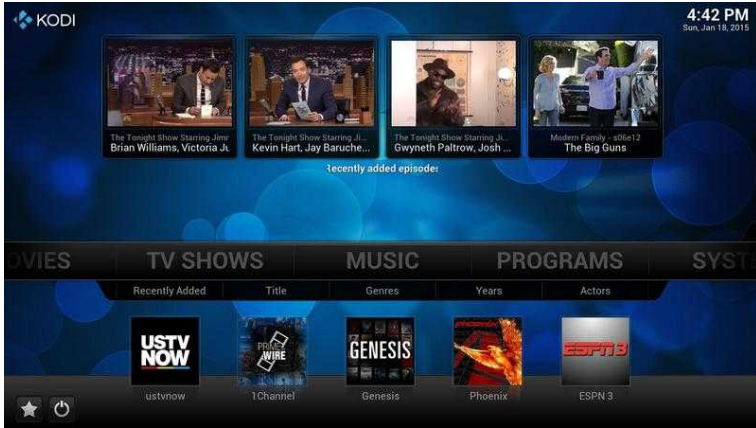 KODI
4:42 PM
Sun, Jan 18, 2015
The Tonight Show Starring Jimr
Brian Williams, Victoria Ju
The Tonight Show Starring Ji...
Kevin Hart, Jay Baruche...
The Tonight Show Starring Ji...
Gwyneth Paltrow, Josh ...
Modern Family - s06e12
The Big Guns
Recently added episodes
OVIES TV SHOWS MUSIC PROGRAMS SYST
Recently Added Title Genres Years Actors
USTV
NOW
PRIME
WIRE
GENESIS
PHOENIX
ESPN3
ustvnow 1Channel Genesis Phoenix ESPN 3